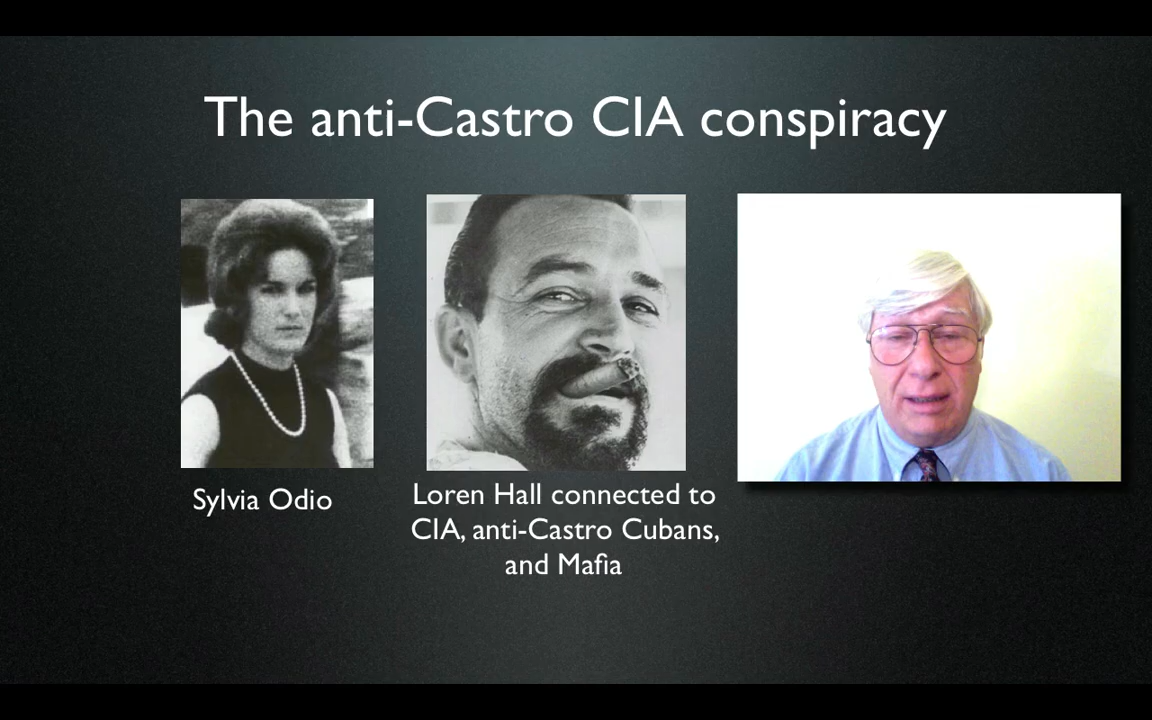 The anti-Castro CIA conspiracy
Sylvia Odio
Loren Hall connected to
CIA, anti-Castro Cubans,
and Mafia